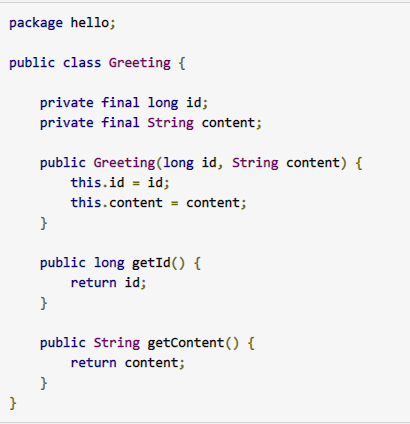 package hello;
public class Greeting {
private final long id;
private final String content;
public Greeting(long id, String content) {
this.id = id;
this.content = content;
}
public long getId() {
return id;
}
public String getContent() {
return content;
}
}